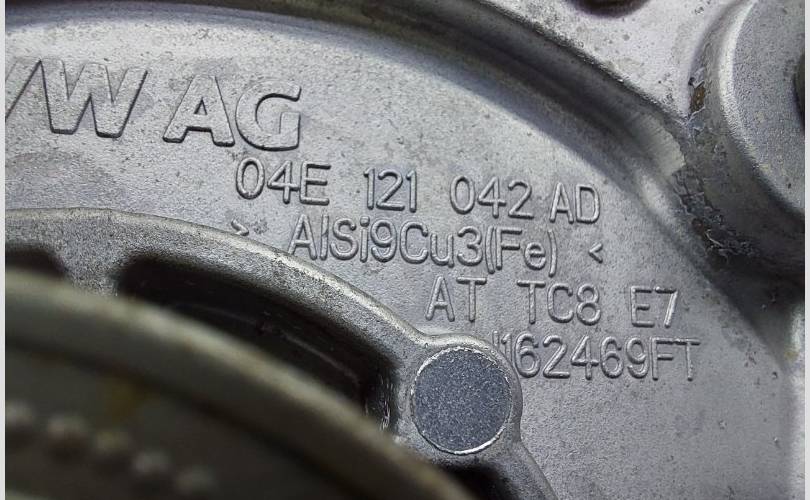 VW AG
04E 121 042 AD
> AlSi9Cu3(Fe) <
AT TC8 E7
162469FT